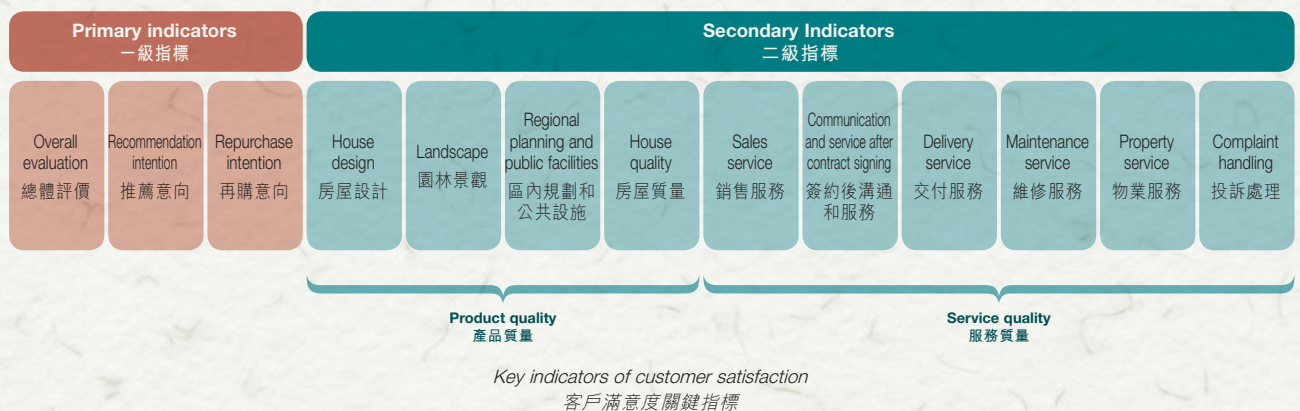 Primary indicators
一級指標
Secondary Indicators
二級指標
Overall
evaluation
總體評價
Recommendation
intention
推薦意向
Repurchase
intention
再購意向
House
design
房屋設計
Landscape
園林景觀
Regional
planning and
public facilities
區內規劃和
公共設施
House
quality
房屋質量
Sales
service
銷售服務
Communication
and service after
contract signing
簽約後溝通
和服務
Delivery
service
交付服務
Maintenance
service
維修服務
Property
service
物業服務
Complaint
handling
投訴處理
Product quality
產品質量
Service quality
服務質量
Key indicators of customer satisfaction
客戶滿意度關鍵指標